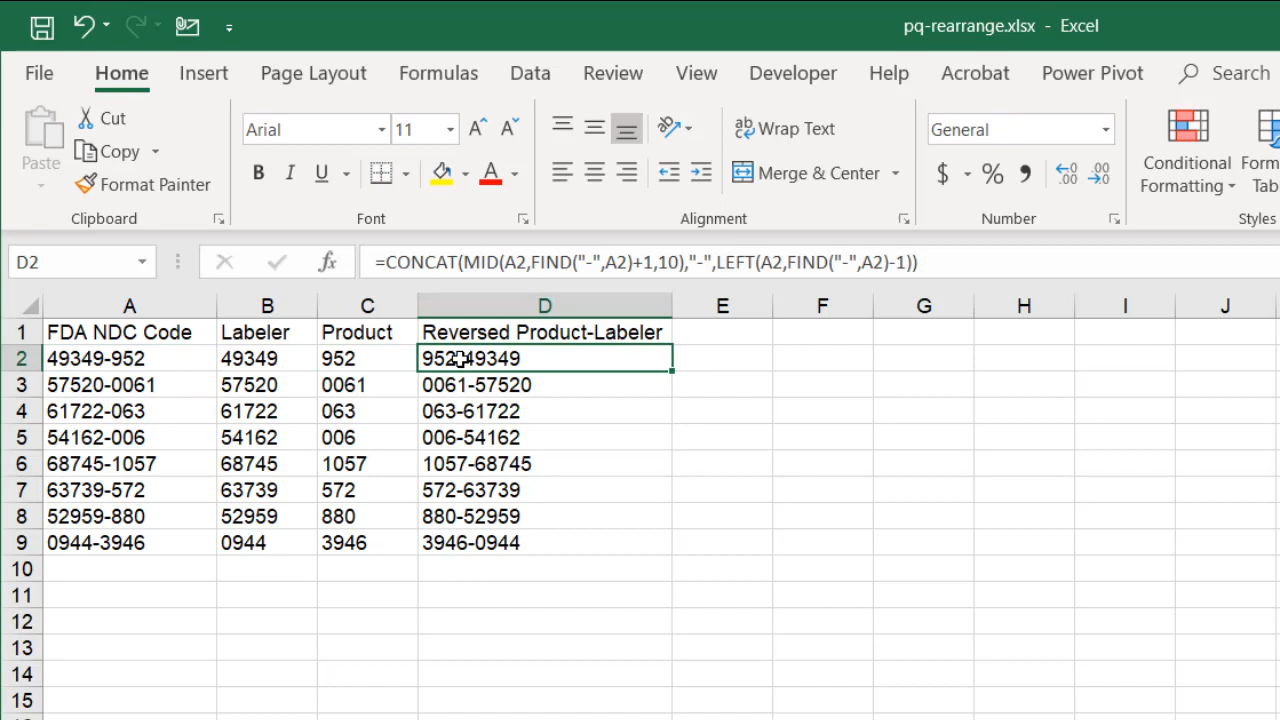 pq-rearrange.xlsx - Excel
File Home Insert Page Layout Formulas Data Review View Developer Help Acrobat Power Pivot Search
Paste
Cut
Copy
Format Painter
Clipboard
Arial 11
B I U
Font
Wrap Text
Merge & Center
Alignment
General
$ %
Number
Conditional
Formatting
Form
Tab
Styles
D2 fx =CONCAT(MID(A2,FIND("-",A2)+1,10),"-",LEFT(A2,FIND("-",A2)-1))
A B C D E F G H I J
1 FDA NDC Code Labeler Product Reversed Product-Labeler
2 49349-952 49349 952 952-49349
3 57520-0061 57520 0061 0061-57520
4 61722-063 61722 063 063-61722
5 54162-006 54162 006 006-54162
6 68745-1057 68745 1057 1057-68745
7 63739-572 63739 572 572-63739
8 52959-880 52959 880 880-52959
9 0944-3946 0944 3946 3946-0944
10
11
12
13
14
15